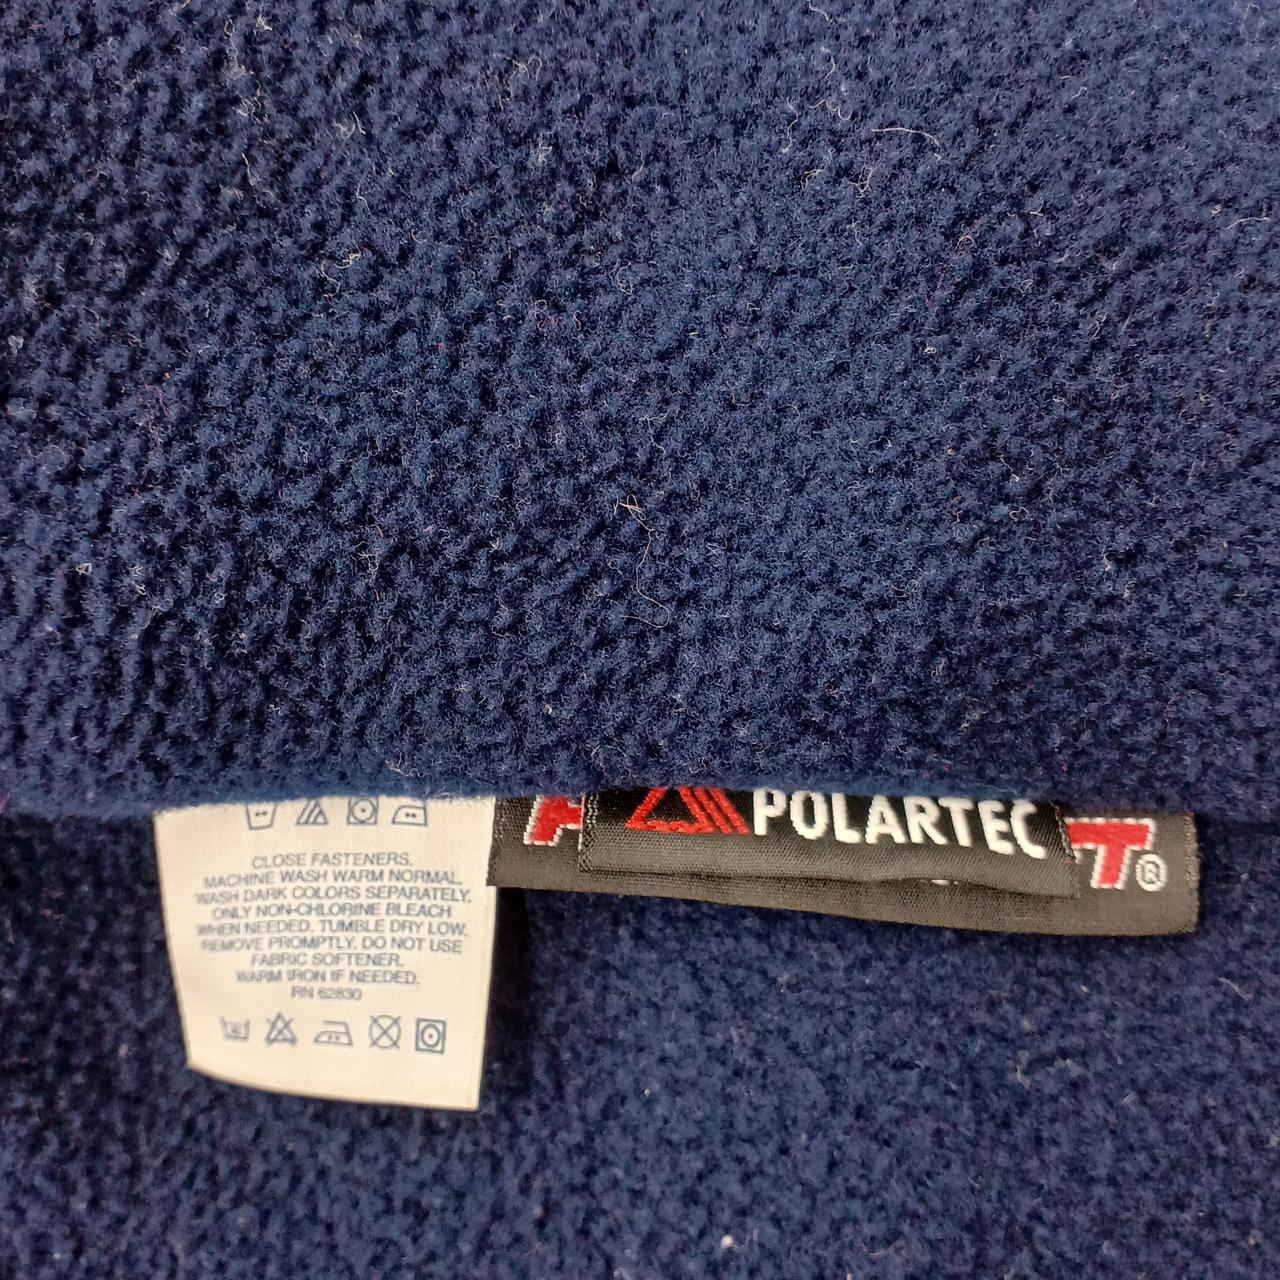 CLOSE FASTENERS.
MACHINE WASH WARM NORMAL.
WASH DARK COLORS SEPARATELY.
ONLY NON-CHLORINE BLEACH
WHEN NEEDED. TUMBLE DRY LOW.
REMOVE PROMPTLY. DO NOT USE
FABRIC SOFTENER.
WARM IRON IF NEEDED.
RN 62830
POLARTEC
T®